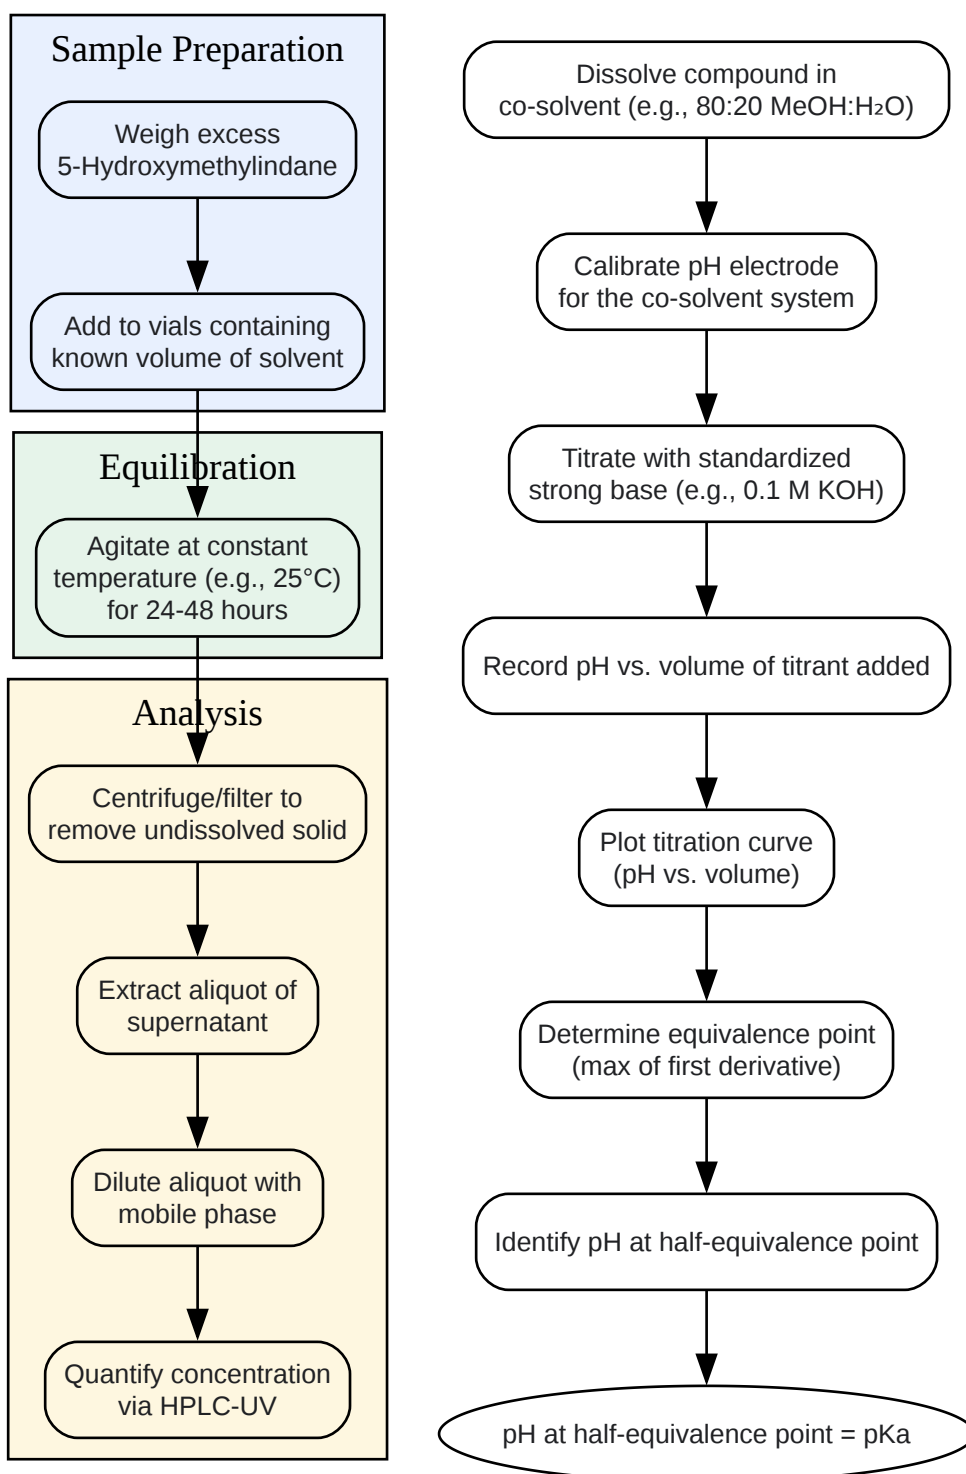 Sample Preparation
Weigh excess
5-Hydroxymethylindane
Add to vials containing
known volume of solvent
Equilibration
Agitate at constant
temperature (e.g., 25°C)
for 24-48 hours
Analysis
Centrifuge/filter to
remove undissolved solid
Extract aliquot of
supernatant
Dilute aliquot with
mobile phase
Quantify concentration
via HPLC-UV
Dissolve compound in
co-solvent (e.g., 80:20 MeOH:H₂O)
Calibrate pH electrode
for the co-solvent system
Titrate with standardized
strong base (e.g., 0.1 M KOH)
Record pH vs. volume of titrant added
Plot titration curve
(pH vs. volume)
Determine equivalence point
(max of first derivative)
Identify pH at half-equivalence point
pH at half-equivalence point = pKa